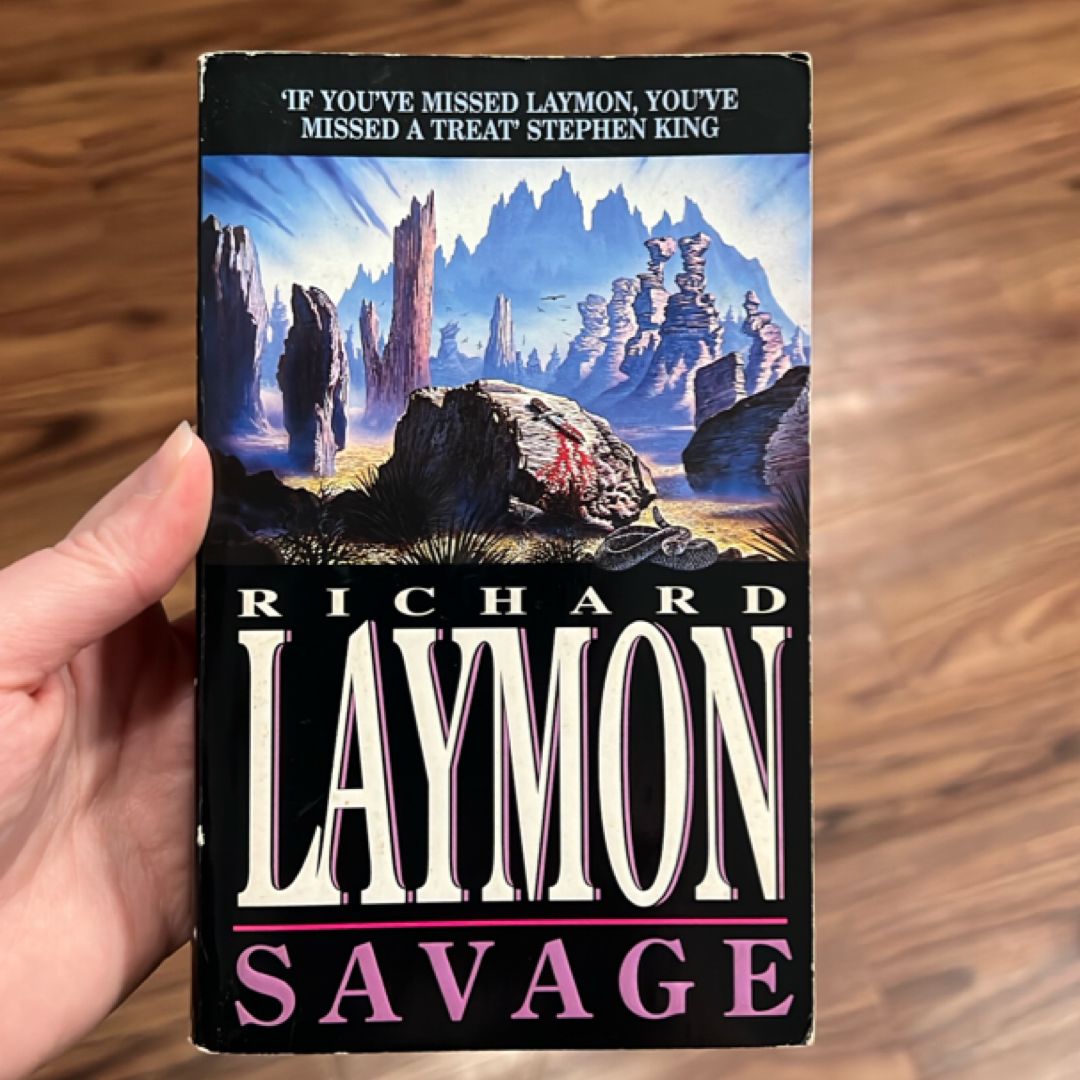 ‘IF YOU'VE MISSED LAYMON, YOU'VE
MISSED A TREAT’ STEPHEN KING
RICHARD
LAYMON
SAVAGE